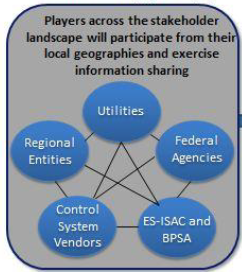 Players across the stakeholder
landscape will participate from their
local geographies and exercise
information sharing
Utilities
Regional
Entities
Federal
Agencies
Control
System
Vendors
ES-ISAC and
BPSA